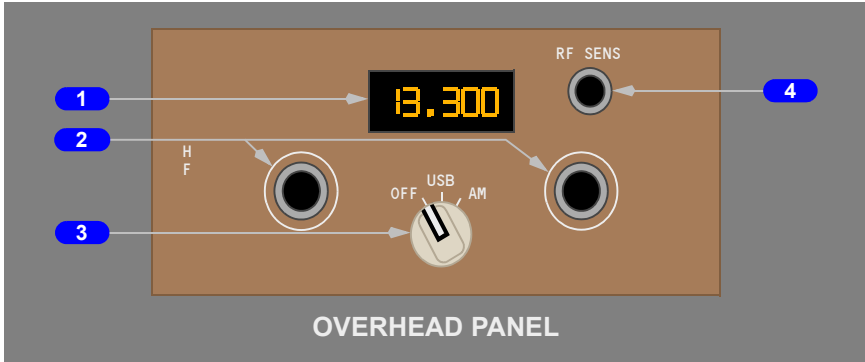 RF SENS
1
13.300
4
2
H
F
USB
OFF
AM
3
OVERHEAD PANEL